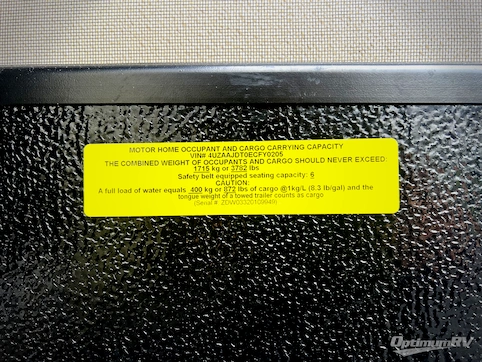 MOTOR HOME OCCUPANT AND CARGO CARRYING CAPACITY
VIN# 4UZAAJDT0ECFY0205
THE COMBINED WEIGHT OF OCCUPANTS AND CARGO SHOULD NEVER EXCEED:
1715 kg or 3782 lbs
Safety belt equipped seating capacity: 6
CAUTION:
A full load of water equals 400 kg or 872 lbs of cargo @1kg/L (8.3 lb/gal) and the
tongue weight of a towed trailer counts as cargo
(Serial #: ZDW03320109849)
OptimumRV